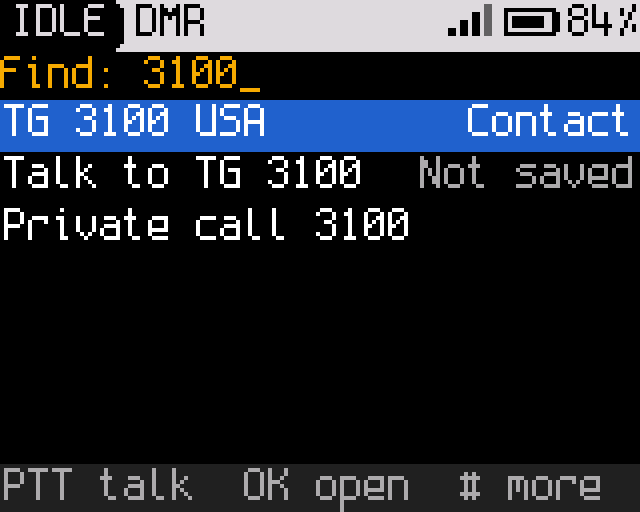 IDLE DMR 84%
Find: 3100_
TG 3100 USA Contact
Talk to TG 3100 Not saved
Private call 3100
PTT talk OK open # more